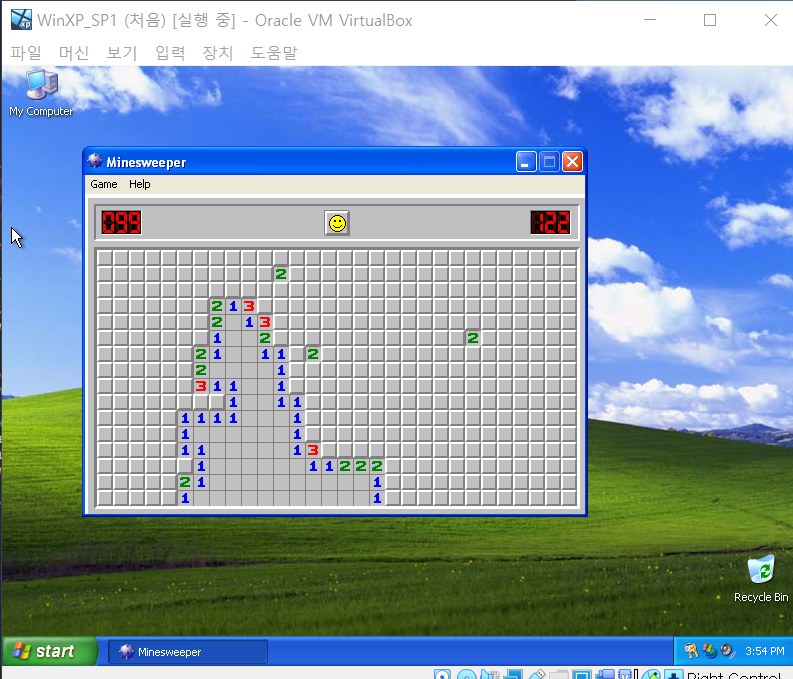 WinXP_SP1 (처음) [실행 중] - Oracle VM VirtualBox
파일 머신 보기 입력 장치 도움말
My Computer
Minesweeper
Game Help
099 122
2
2 1 3
2 1 3
1 2 2
2 1 1 1 2
2 1
3 1 1 1
1 1 1
1 1 1 1 1
1 1
1 1 1 3
1 1 1 2 2 2
2 1 1
1 1
Recycle Bin
start Minesweeper 3:54 PM
Right Control